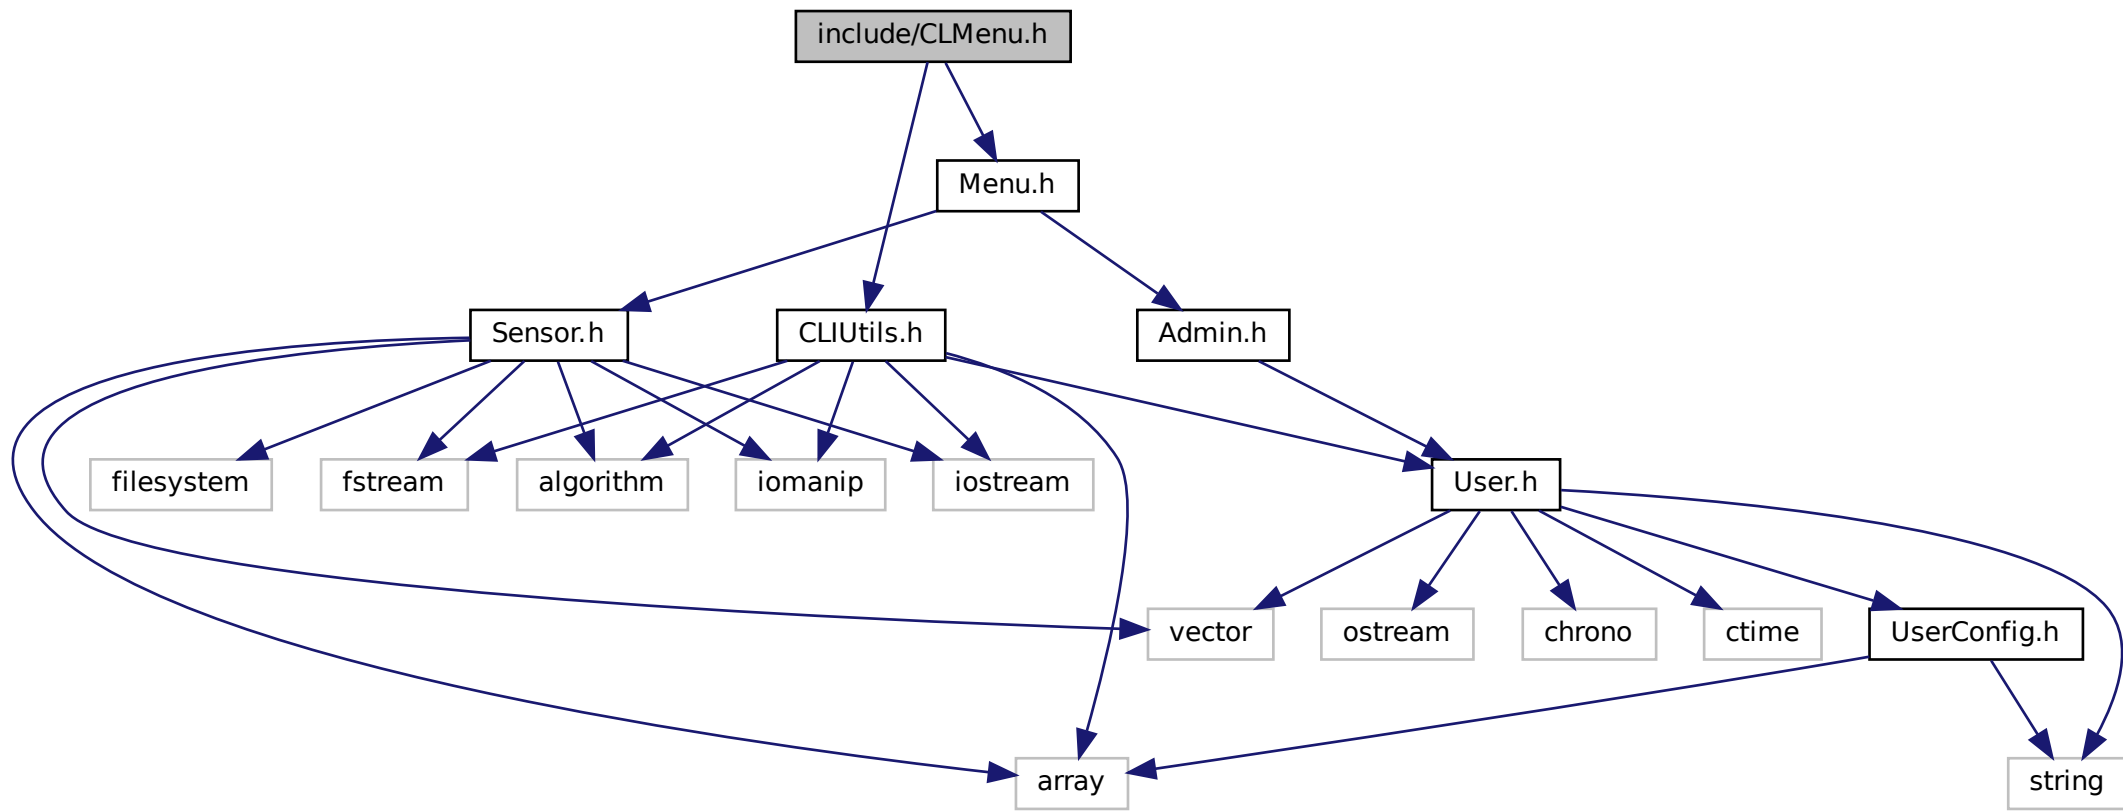 include/CLMenu.h
Menu.h
Sensor.h
CLIUtils.h
Admin.h
filesystem
fstream
algorithm
iomanip
iostream
User.h
vector
ostream
chrono
ctime
UserConfig.h
array
string